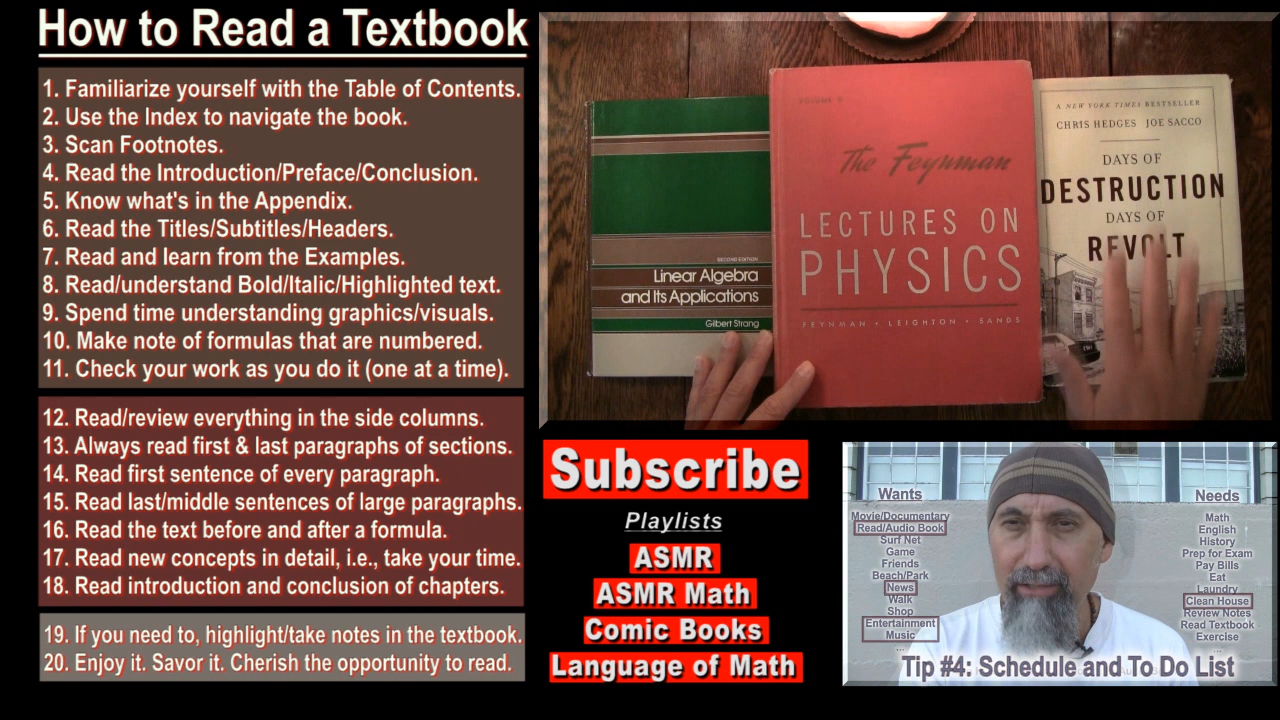 How to Read a Textbook
1. Familiarize yourself with the Table of Contents.
2. Use the Index to navigate the book.
3. Scan Footnotes.
4. Read the Introduction/Preface/Conclusion.
5. Know what's in the Appendix.
6. Read the Titles/Subtitles/Headers.
7. Read and learn from the Examples.
8. Read/understand Bold/Italic/Highlighted text.
9. Spend time understanding graphics/visuals.
10. Make note of formulas that are numbered.
11. Check your work as you do it (one at a time).
12. Read/review everything in the side columns.
13. Always read first & last paragraphs of sections.
14. Read first sentence of every paragraph.
15. Read last/middle sentences of large paragraphs.
16. Read the text before and after a formula.
17. Read new concepts in detail, i.e., take your time.
18. Read introduction and conclusion of chapters.
19. If you need to, highlight/take notes in the textbook.
20. Enjoy it. Savor it. Cherish the opportunity to read.
SECOND EDITION
Linear Algebra
and Its Applications
Gilbert Strang
VOLUME
The Feynman
LECTURES ON
PHYSICS
FEYNMAN • LEIGHTON • SANDS
A NEW YORK TIMES BESTSELLER
CHRIS HEDGES JOE SACCO
DAYS OF
DESTRUCTION
DAYS OF
REVOLT
Subscribe
Playlists
ASMR
ASMR Math
Comic Books
Language of Math
Wants
Movie/Documentary
Read/Audio Book
Surf Net
Game
Friends
Beach/Park
News
Walk
Shop
Entertainment
Music
...
Needs
Math
English
History
Prep for Exam
Pay Bills
Eat
Laundry
Clean House
Review Notes
Read Textbook
Exercise
...
Tip #4: Schedule and To Do List